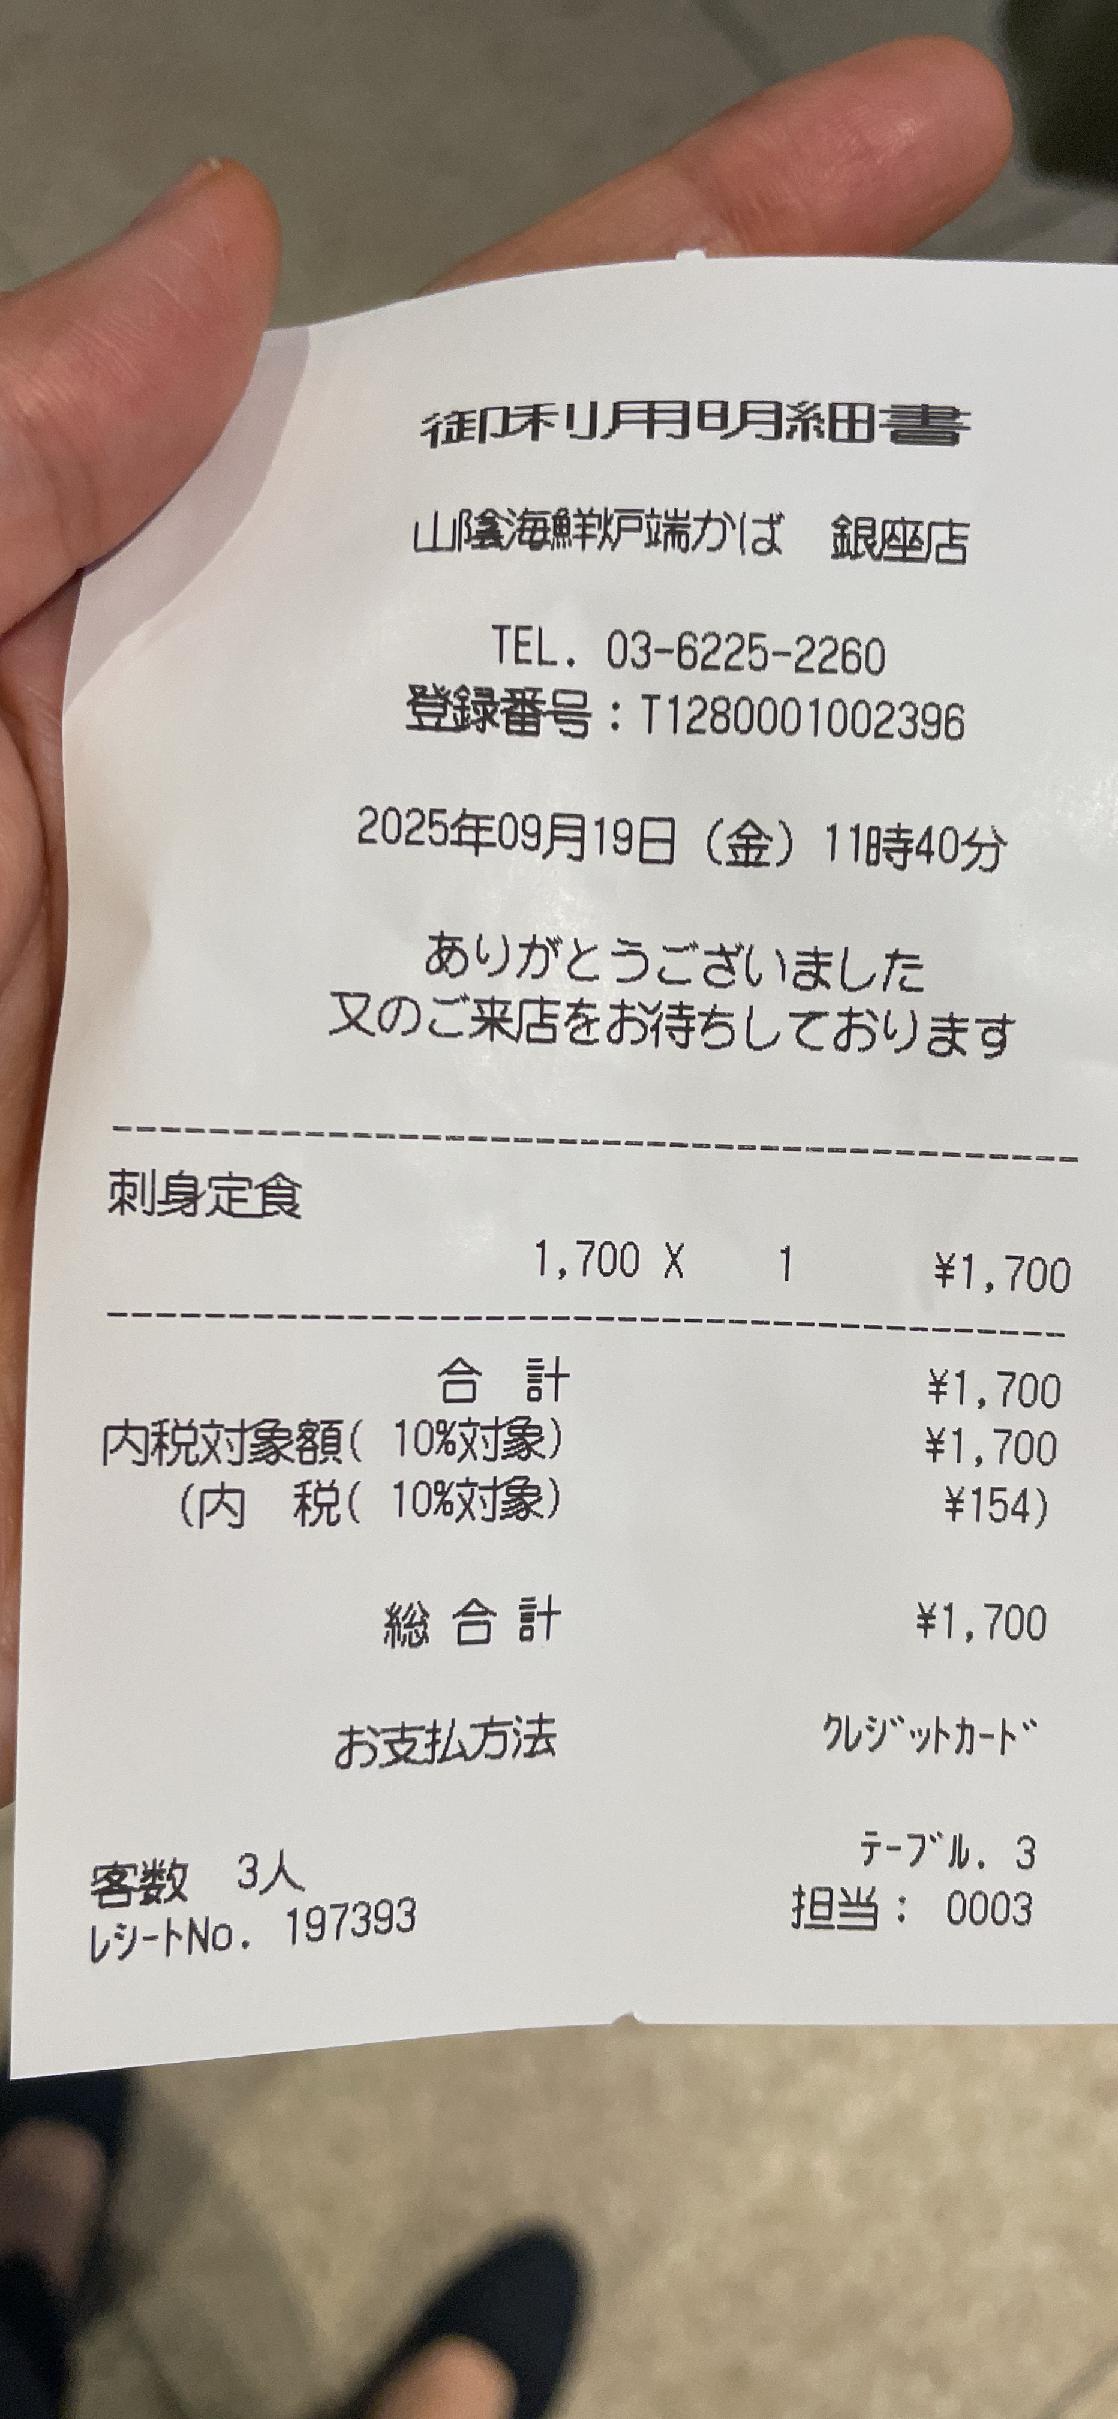 御利用明細書
山陰海鮮炉端かば　銀座店
TEL. 03-6225-2260
登録番号：T1280001002396
2025年09月19日（金）11時40分
ありがとうございました
又のご来店をお待ちしております
刺身定食
1,700 X 1 ¥1,700
合 計 ¥1,700
内税対象額( 10%対象) ¥1,700
(内 税( 10%対象) ¥154)
総 合 計 ¥1,700
お支払方法 ｸﾚｼﾞｯﾄｶｰﾄﾞ
ﾃｰﾌﾞﾙ. 3
客数 3人
担当： 0003
ﾚｼｰﾄNo. 197393